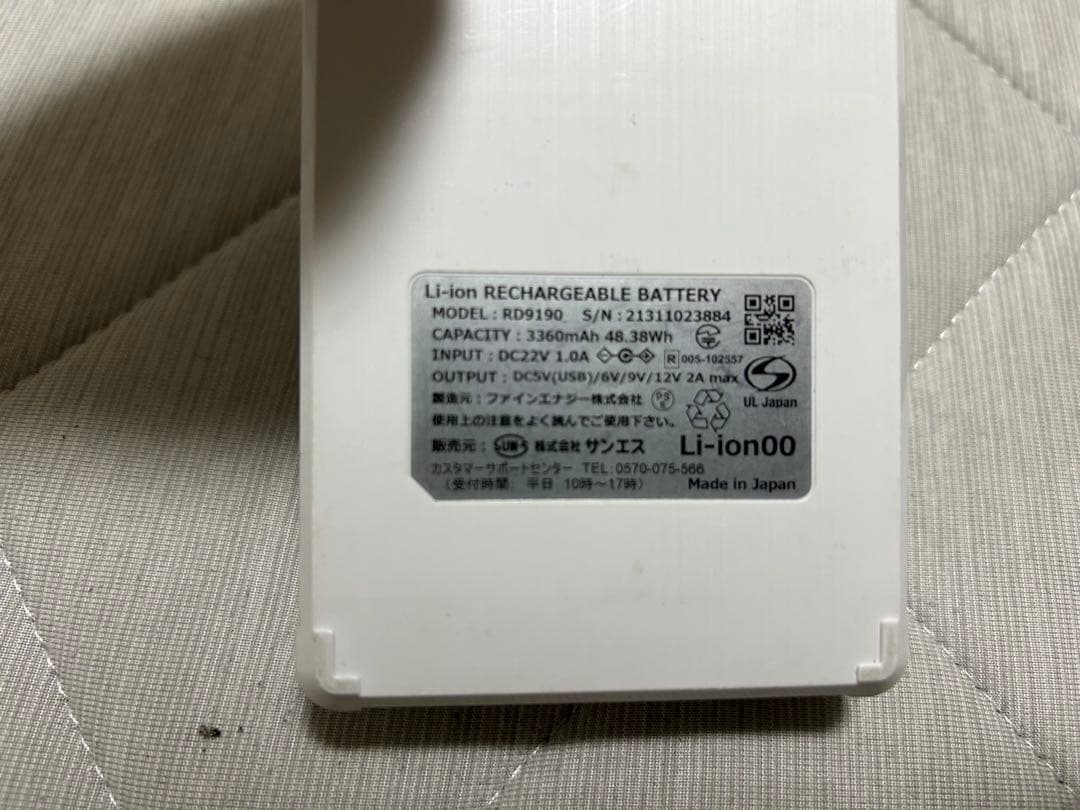 Li-ion RECHARGEABLE BATTERY
MODEL : RD9190 S/N : 21311023884
CAPACITY : 3360mAh 48.38Wh
INPUT : DC22V 1.0A R 005-102557
OUTPUT : DC5V(USB)/6V/9V/12V 2A max
製造元 : ファインエナジー株式会社 PS E
UL Japan
使用上の注意をよく読んでご使用下さい。
販売元 : SUN-S 株式会社 サンエス Li-ion00
カスタマーサポートセンター TEL:0570-075-566
(受付時間: 平日 10時～17時) Made in Japan